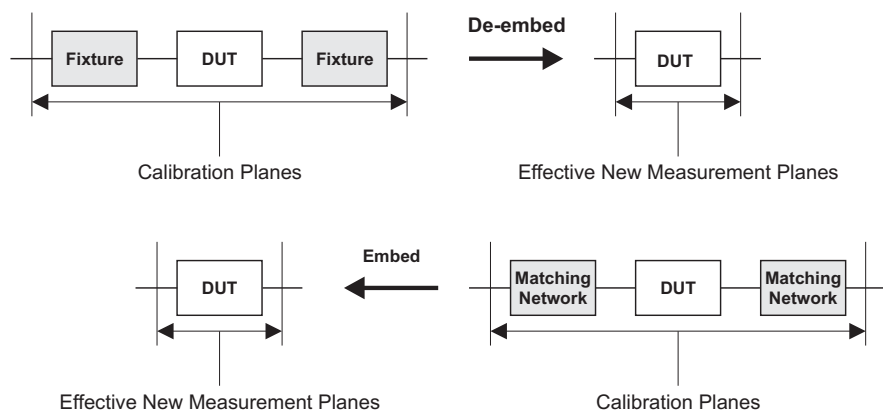 De-embed
Fixture DUT Fixture DUT
Calibration Planes Effective New Measurement Planes
Embed
DUT Matching Network DUT Matching Network
Effective New Measurement Planes Calibration Planes